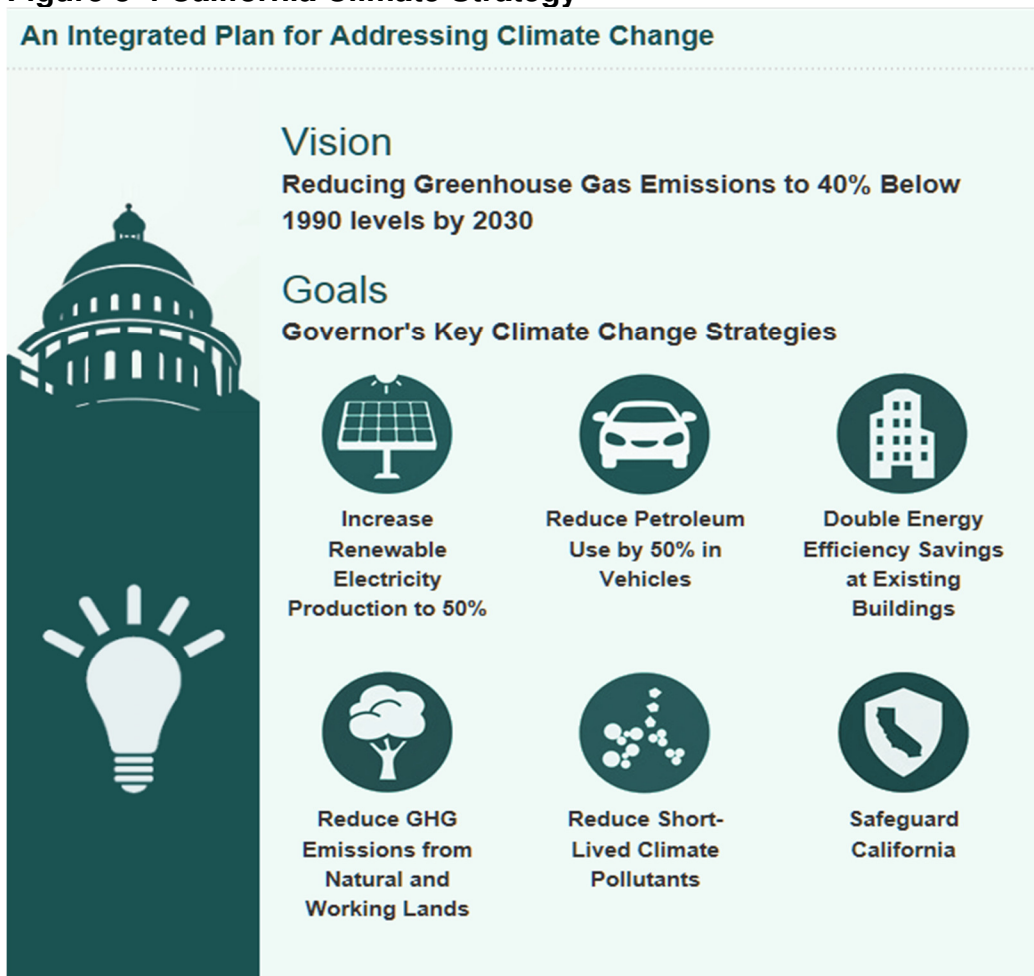 An Integrated Plan for Addressing Climate Change
Vision
Reducing Greenhouse Gas Emissions to 40% Below
1990 levels by 2030
Goals
Governor's Key Climate Change Strategies
Increase
Renewable
Electricity
Production to 50%
Reduce Petroleum
Use by 50% in
Vehicles
Double Energy
Efficiency Savings
at Existing
Buildings
Reduce GHG
Emissions from
Natural and
Working Lands
Reduce Short-
Lived Climate
Pollutants
Safeguard
California